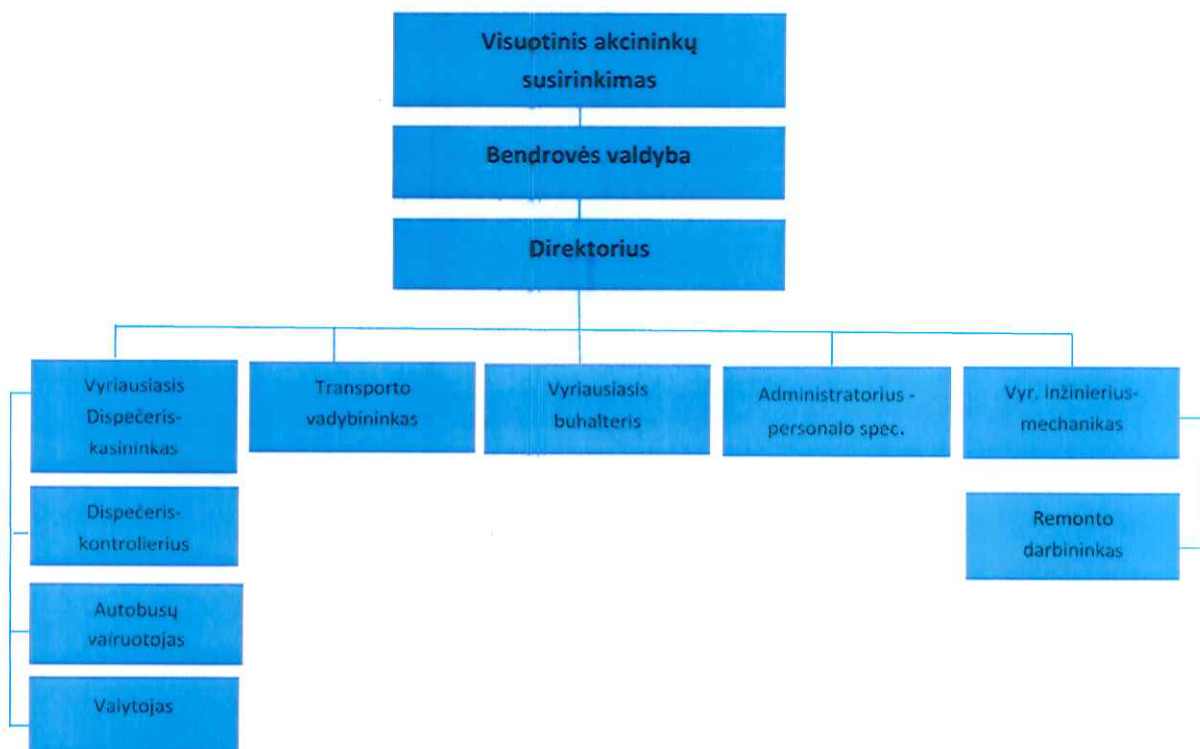 Visuotinis akcininkų
susirinkimas
Bendrovės valdyba
Direktorius
Vyriausiasis
Dispečeris-
kasininkas
Transporto
vadybininkas
Vyriausiasis
buhalteris
Administratorius -
personalo spec.
Vyr. inžinierius-
mechanikas
Dispečeris-
kontrolierius
Remonto
darbininkas
Autobusų
vairuotojas
Valytojas